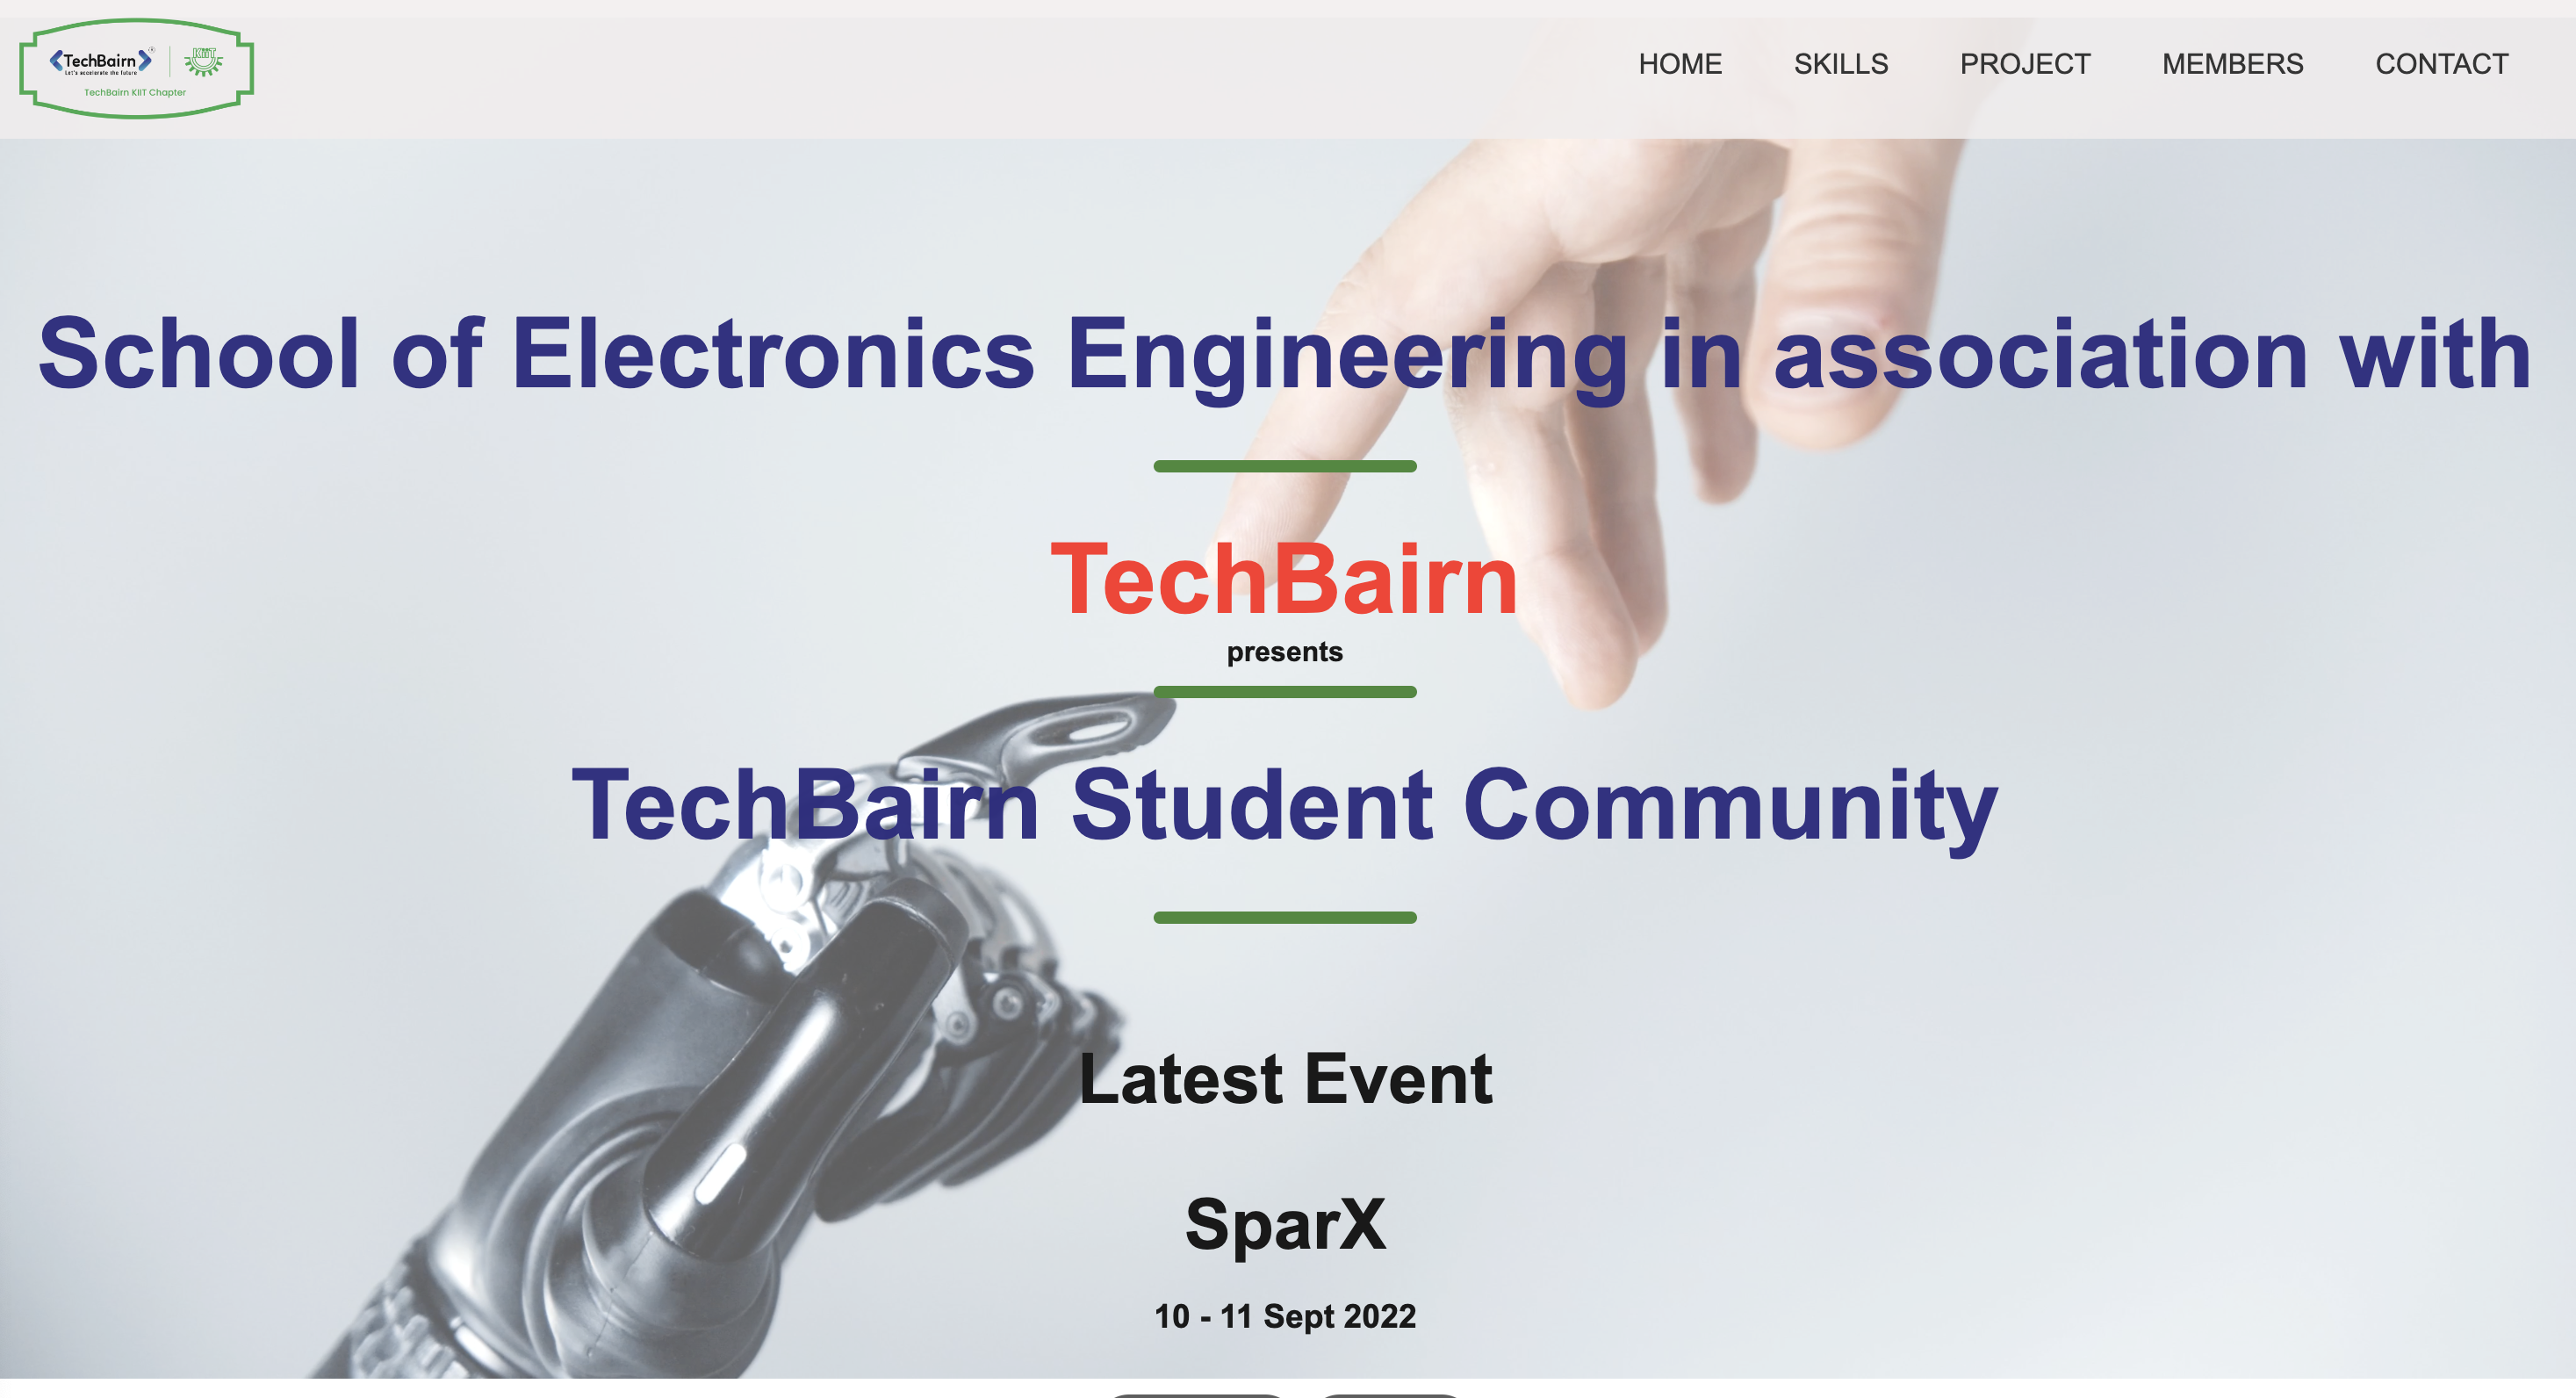 TechBairn
Let's accelerate the future
KIIT
TechBairn KIIT Chapter
HOME
SKILLS
PROJECT
MEMBERS
CONTACT
School of Electronics Engineering in association with
TechBairn
presents
TechBairn Student Community
Latest Event
SparX
10 - 11 Sept 2022